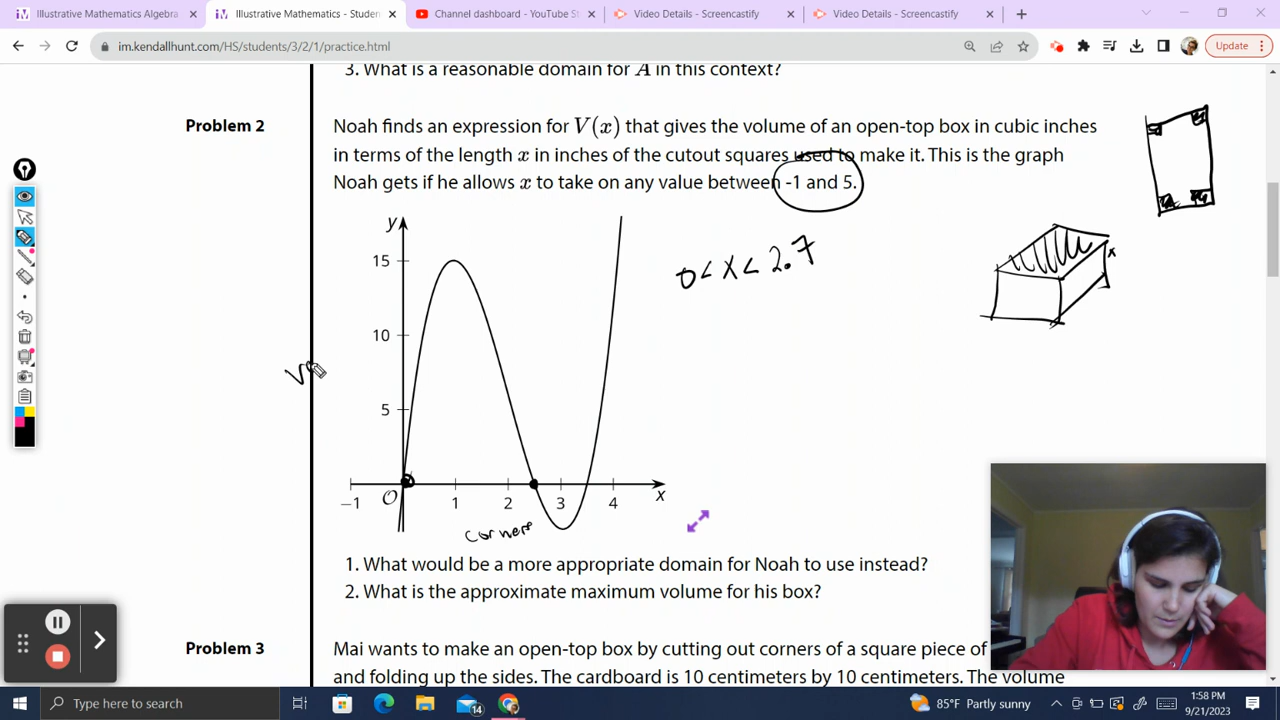 Illustrative Mathematics Algebra
Illustrative Mathematics - Studen
Channel dashboard - YouTube St
Video Details - Screencastify
Video Details - Screencastify
im.kendallhunt.com/HS/students/3/2/1/practice.html
Update
3. What is a reasonable domain for A in this context?
Problem 2
Noah finds an expression for V(x) that gives the volume of an open-top box in cubic inches
in terms of the length x in inches of the cutout squares used to make it. This is the graph
Noah gets if he allows x to take on any value between -1 and 5.
y
15
10
5
0 < x < 2.7
x
V
O
-1
1
2
3
4
x
corners
1. What would be a more appropriate domain for Noah to use instead?
2. What is the approximate maximum volume for his box?
Problem 3
Mai wants to make an open-top box by cutting out corners of a square piece of
and folding up the sides. The cardboard is 10 centimeters by 10 centimeters. The volume
Type here to search
14
85°F Partly sunny
1:58 PM
9/21/2023